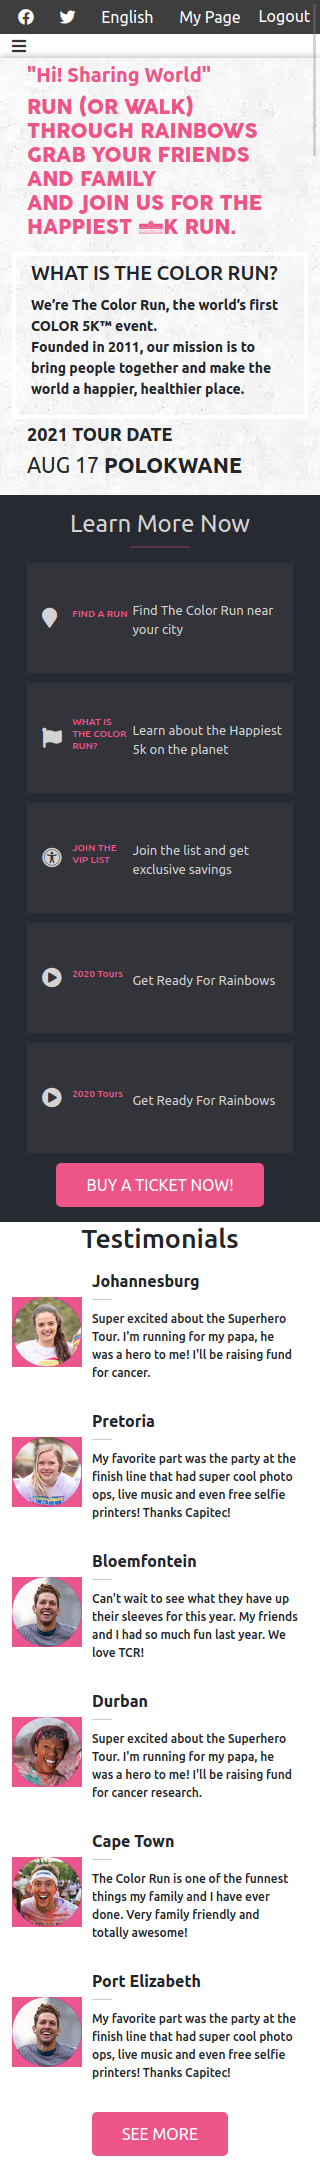 English My Page Logout
"Hi! Sharing World"
RUN (OR WALK)
THROUGH RAINBOWS
GRAB YOUR FRIENDS
AND FAMILY
AND JOIN US FOR THE
HAPPIEST K RUN.
WHAT IS THE COLOR RUN?
We're The Color Run, the world's first
COLOR 5K™ event.
Founded in 2011, our mission is to
bring people together and make the
world a happier, healthier place.
2021 TOUR DATE
AUG 17 POLOKWANE
Learn More Now
FIND A RUN
Find The Color Run near
your city
WHAT IS
THE COLOR
RUN?
Learn about the Happiest
5k on the planet
JOIN THE
VIP LIST
Join the list and get
exclusive savings
2020 Tours
Get Ready For Rainbows
2020 Tours
Get Ready For Rainbows
BUY A TICKET NOW!
Testimonials
Johannesburg
Super excited about the Superhero
Tour. I'm running for my papa, he
was a hero to me! I'll be raising fund
for cancer.
Pretoria
My favorite part was the party at the
finish line that had super cool photo
ops, live music and even free selfie
printers! Thanks Capitec!
Bloemfontein
Can't wait to see what they have up
their sleeves for this year. My friends
and I had so much fun last year. We
love TCR!
Durban
Super excited about the Superhero
Tour. I'm running for my papa, he
was a hero to me! I'll be raising fund
for cancer research.
Cape Town
The Color Run is one of the funnest
things my family and I have ever
done. Very family friendly and
totally awesome!
Port Elizabeth
My favorite part was the party at the
finish line that had super cool photo
ops, live music and even free selfie
printers! Thanks Capitec!
SEE MORE